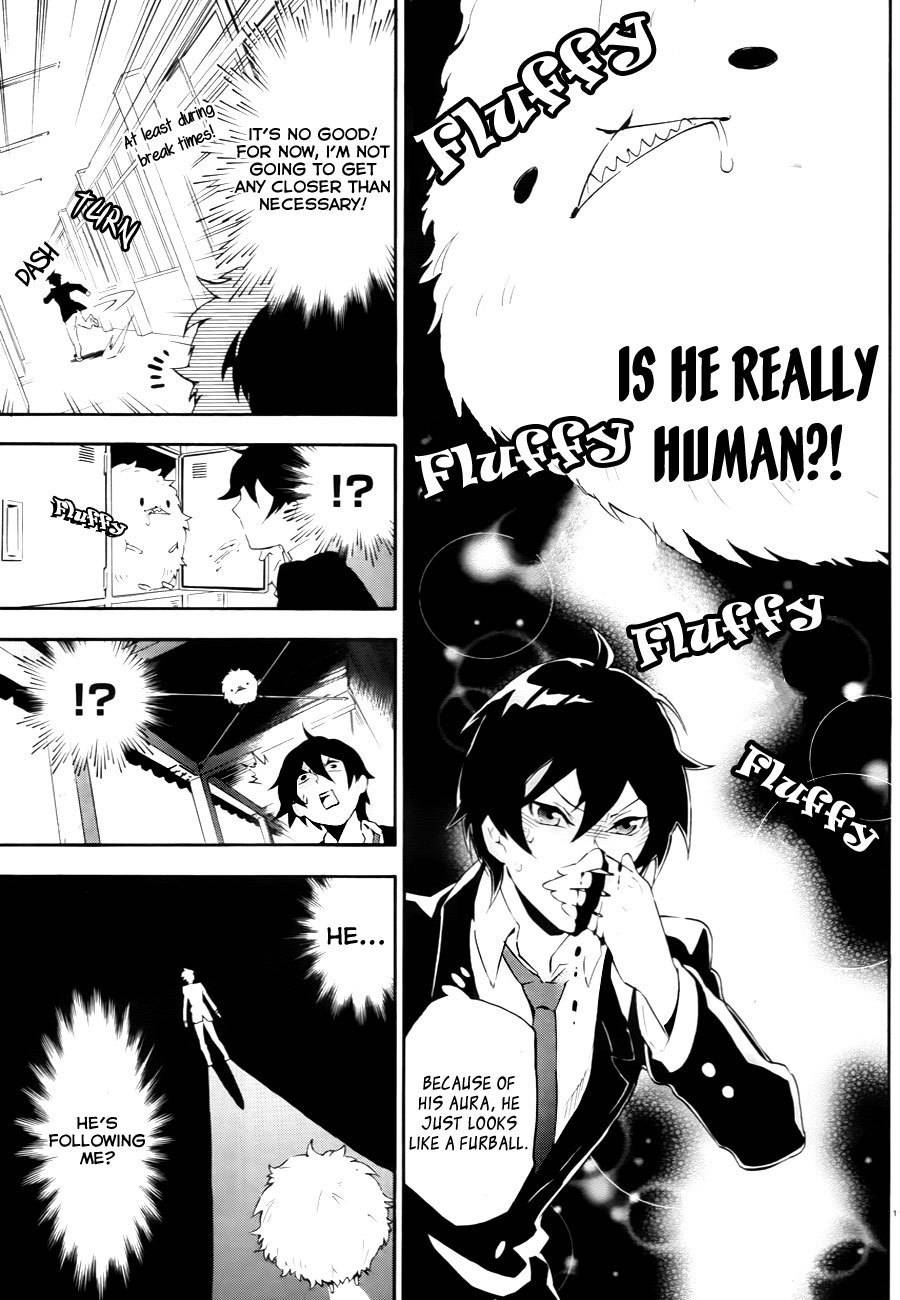 Fluffy
IS HE REALLY
HUMAN?!
Fluffy
Fluffy
Fluffy
BECAUSE OF
HIS AURA, HE
JUST LOOKS
LIKE A FURBALL.
IT'S NO GOOD!
FOR NOW, I'M NOT
GOING TO GET
ANY CLOSER THAN
NECESSARY!
At least during
break times!
TURN
DASH
!?
Fluffy
!?
HE...
HE'S
FOLLOWING
ME?
1